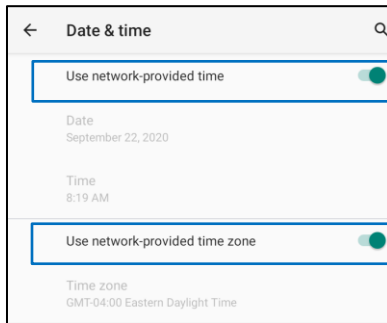 Date & time
Use network-provided time
Date
September 22, 2020
Time
8:19 AM
Use network-provided time zone
Time zone
GMT-04:00 Eastern Daylight Time